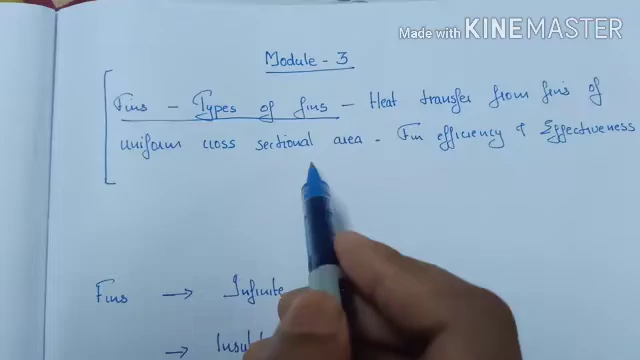 Made with KINEMASTER
Module - 3
Fins - Types of fins - Heat transfer from fins of
uniform cross sectional area - Fin efficiency & Effectiveness
Fins → Infinite
→